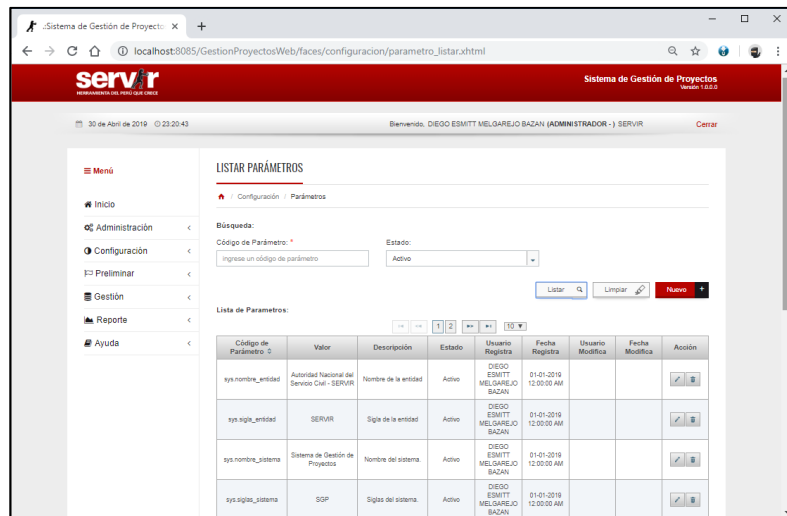 .:Sistema de Gestión de Proyecto
localhost:8085/GestionProyectosWeb/faces/configuracion/parametro_listar.xhtml
servir
HERRAMIENTA DEL PERÚ QUE CRECE
Sistema de Gestión de Proyectos
Versión 1.0.0.0
30 de Abril de 2019 23:20:43
Bienvenido, DIEGO ESMITT MELGAREJO BAZAN (ADMINISTRADOR - ) SERVIR
Cerrar
Menú
Inicio
Administración
Configuración
Preliminar
Gestión
Reporte
Ayuda
LISTAR PARÁMETROS
/ Configuración / Parámetros
Búsqueda:
Código de Parámetro: *
Estado:
Ingrese un código de parámetro
Activo
Listar
Limpiar
Nuevo +
Lista de Parametros:
1 2 10
Código de Parámetro Valor Descripción Estado Usuario Registra Fecha Registra Usuario Modifica Fecha Modifica Acción
sys.nombre_entidad Autoridad Nacional del Servicio Civil - SERVIR Nombre de la entidad Activo DIEGO ESMITT MELGAREJO BAZAN 01-01-2019 12:00:00 AM
sys.sigla_entidad SERVIR Sigla de la entidad Activo DIEGO ESMITT MELGAREJO BAZAN 01-01-2019 12:00:00 AM
sys.nombre_sistema Sistema de Gestión de Proyectos Nombre del sistema. Activo DIEGO ESMITT MELGAREJO BAZAN 01-01-2019 12:00:00 AM
sys.siglas_sistema SGP Siglas del sistema. Activo DIEGO ESMITT MELGAREJO BAZAN 01-01-2019 12:00:00 AM